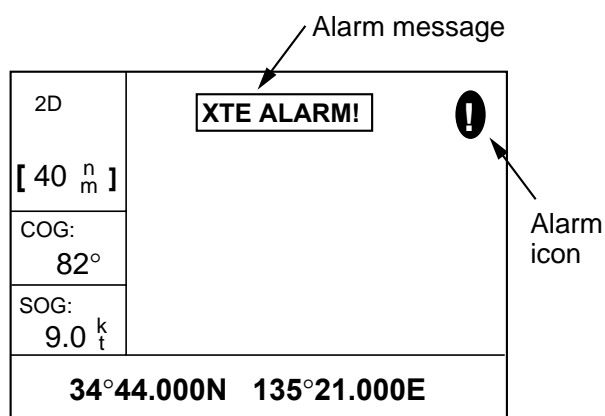 Alarm message
2D
XTE ALARM!
!
[ 40 nm ]
Alarm
icon
COG:
82°
SOG:
9.0 kt
34°44.000N 135°21.000E